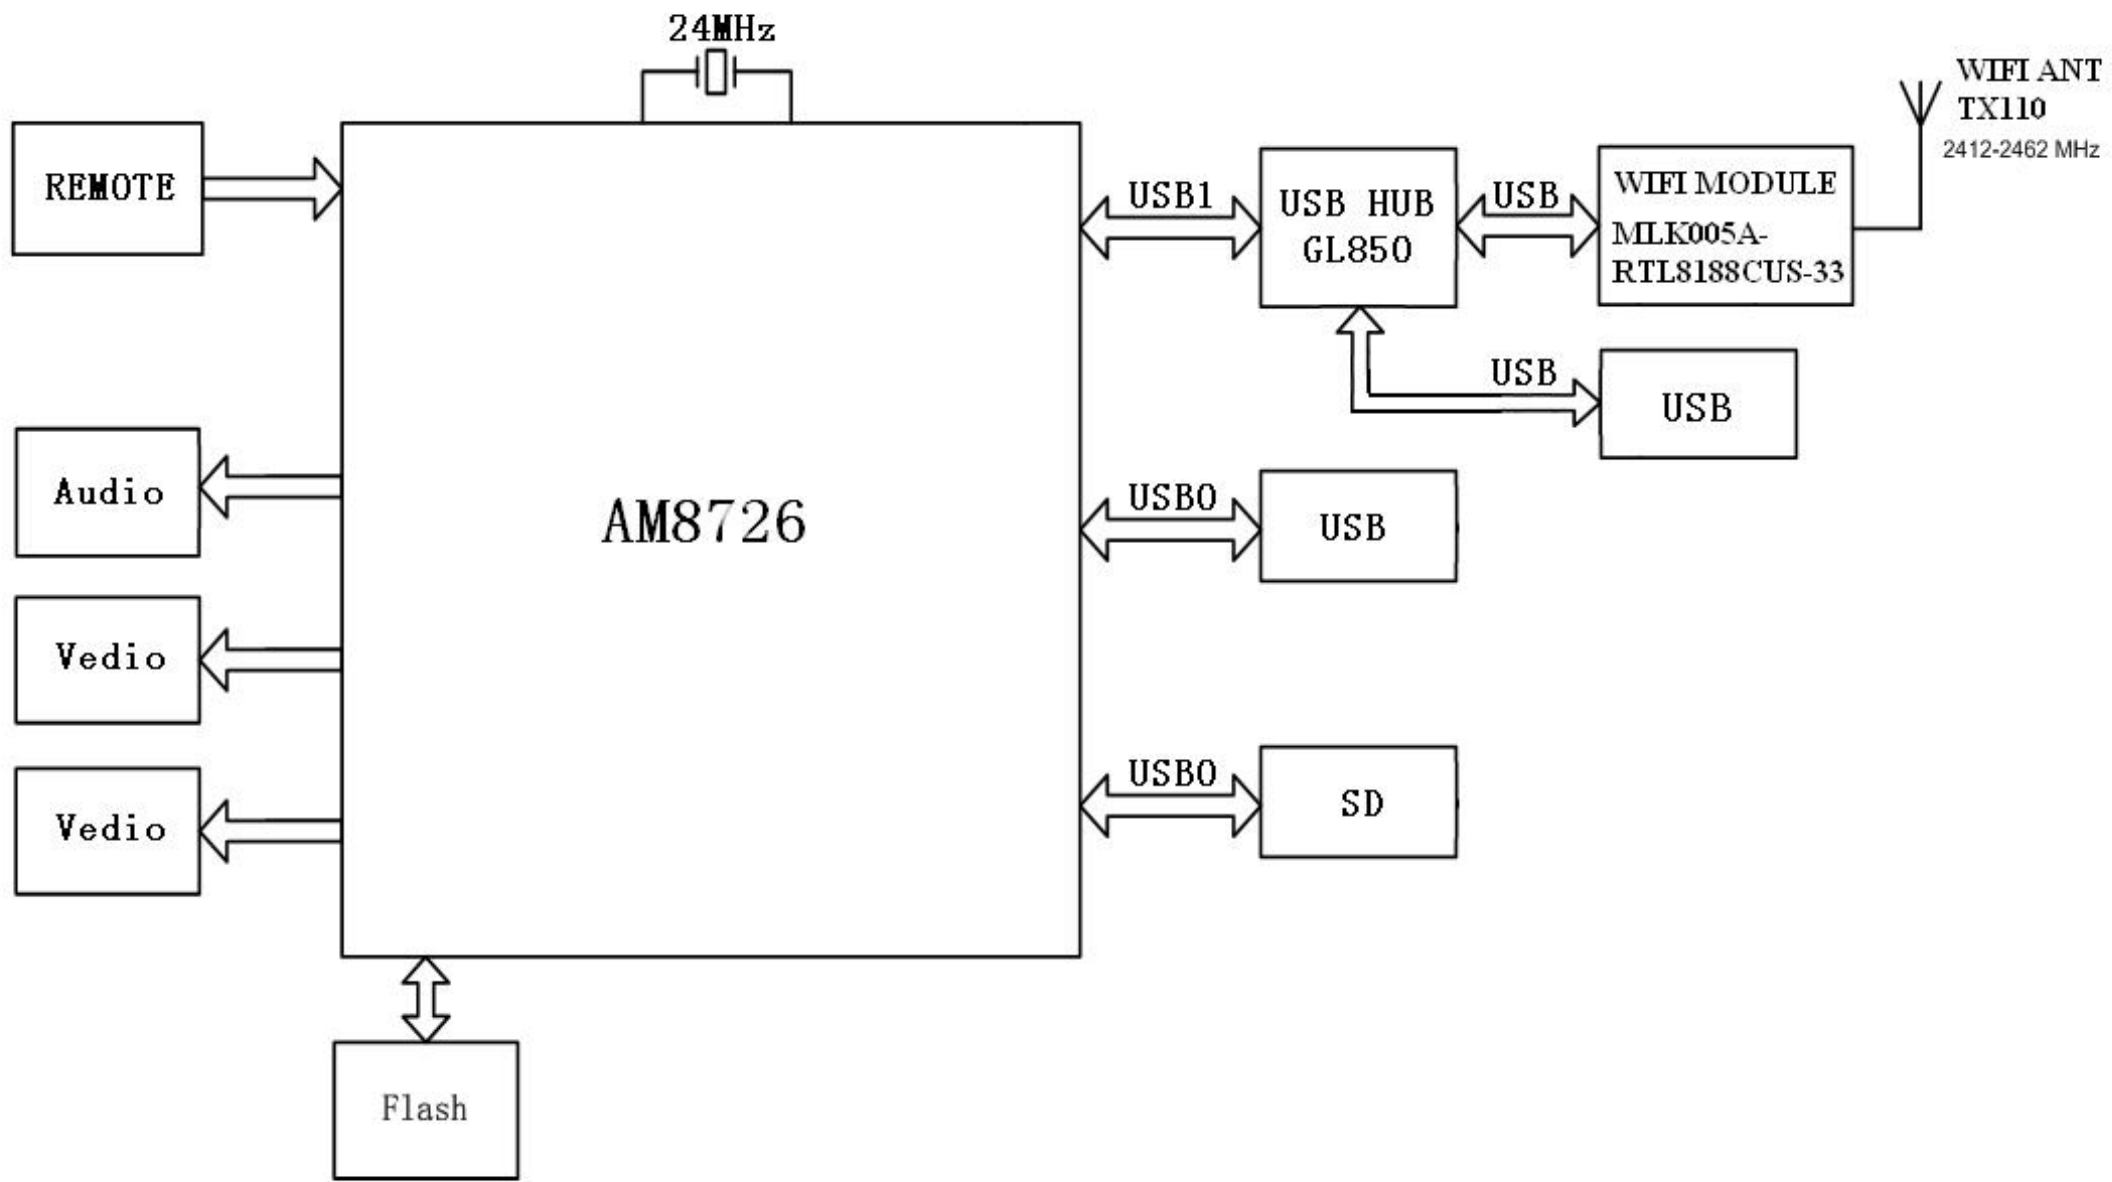 24MHz
WIFI ANT
TX110
2412-2462 MHz
REMOTE
USB1
USB HUB
GL850
USB
WIFI MODULE
MLK005A-
RTL8188CUS-33
USB
USB
Audio
AM8726
USB0
USB
Vedio
USB0
SD
Vedio
Flash